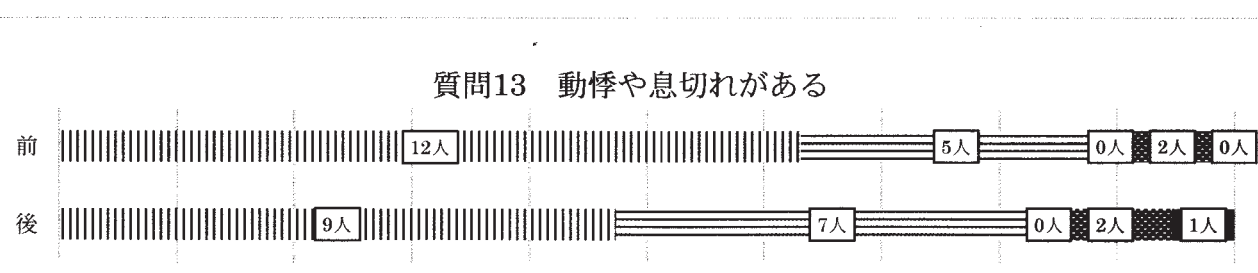 質問13　動悸や息切れがある
前 12人 5人 0人 2人 0人
後 9人 7人 0人 2人 1人